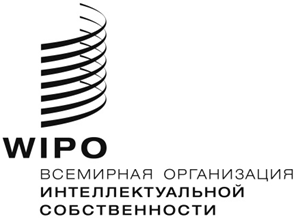 WIPO
ВСЕМИРНАЯ ОРГАНИЗАЦИЯ
ИНТЕЛЛЕКТУАЛЬНОЙ
СОБСТВЕННОСТИ